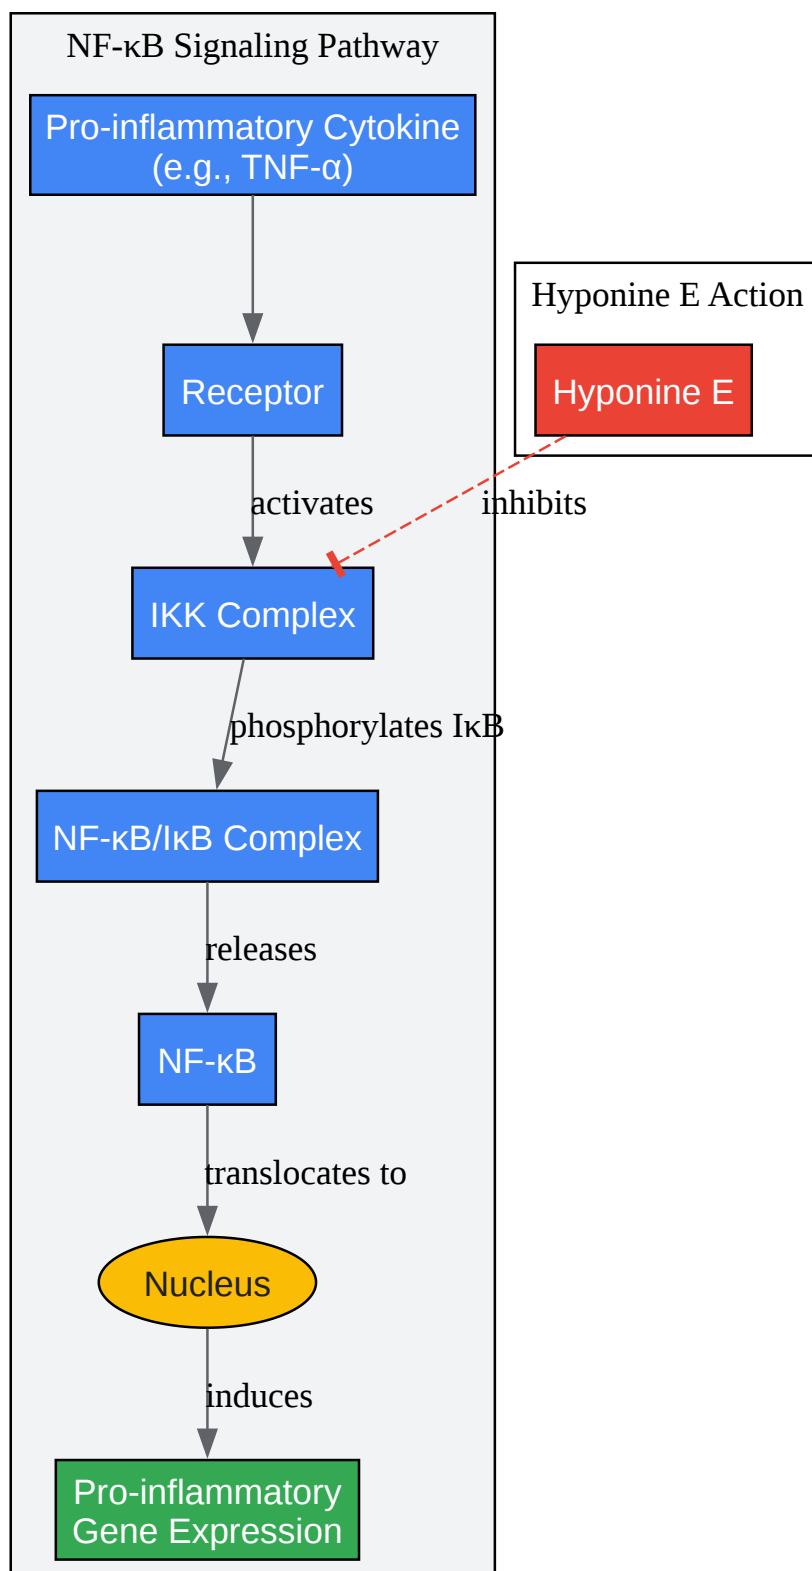 NF-κB Signaling Pathway
Pro-inflammatory Cytokine
(e.g., TNF-α)
Hyponine E Action
Receptor
Hyponine E
activates
inhibits
IKK Complex
phosphorylates IκB
NF-κB/IκB Complex
releases
NF-κB
translocates to
Nucleus
induces
Pro-inflammatory
Gene Expression